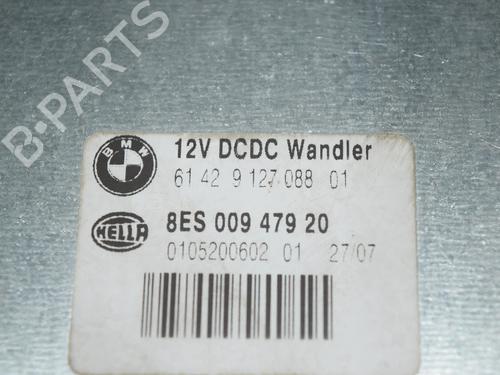 B-PARTS
BMW
12V DCDC Wandler
61 42 9 127 088 01
HELLA
8ES 009 479 20
0105200602 01 27/07